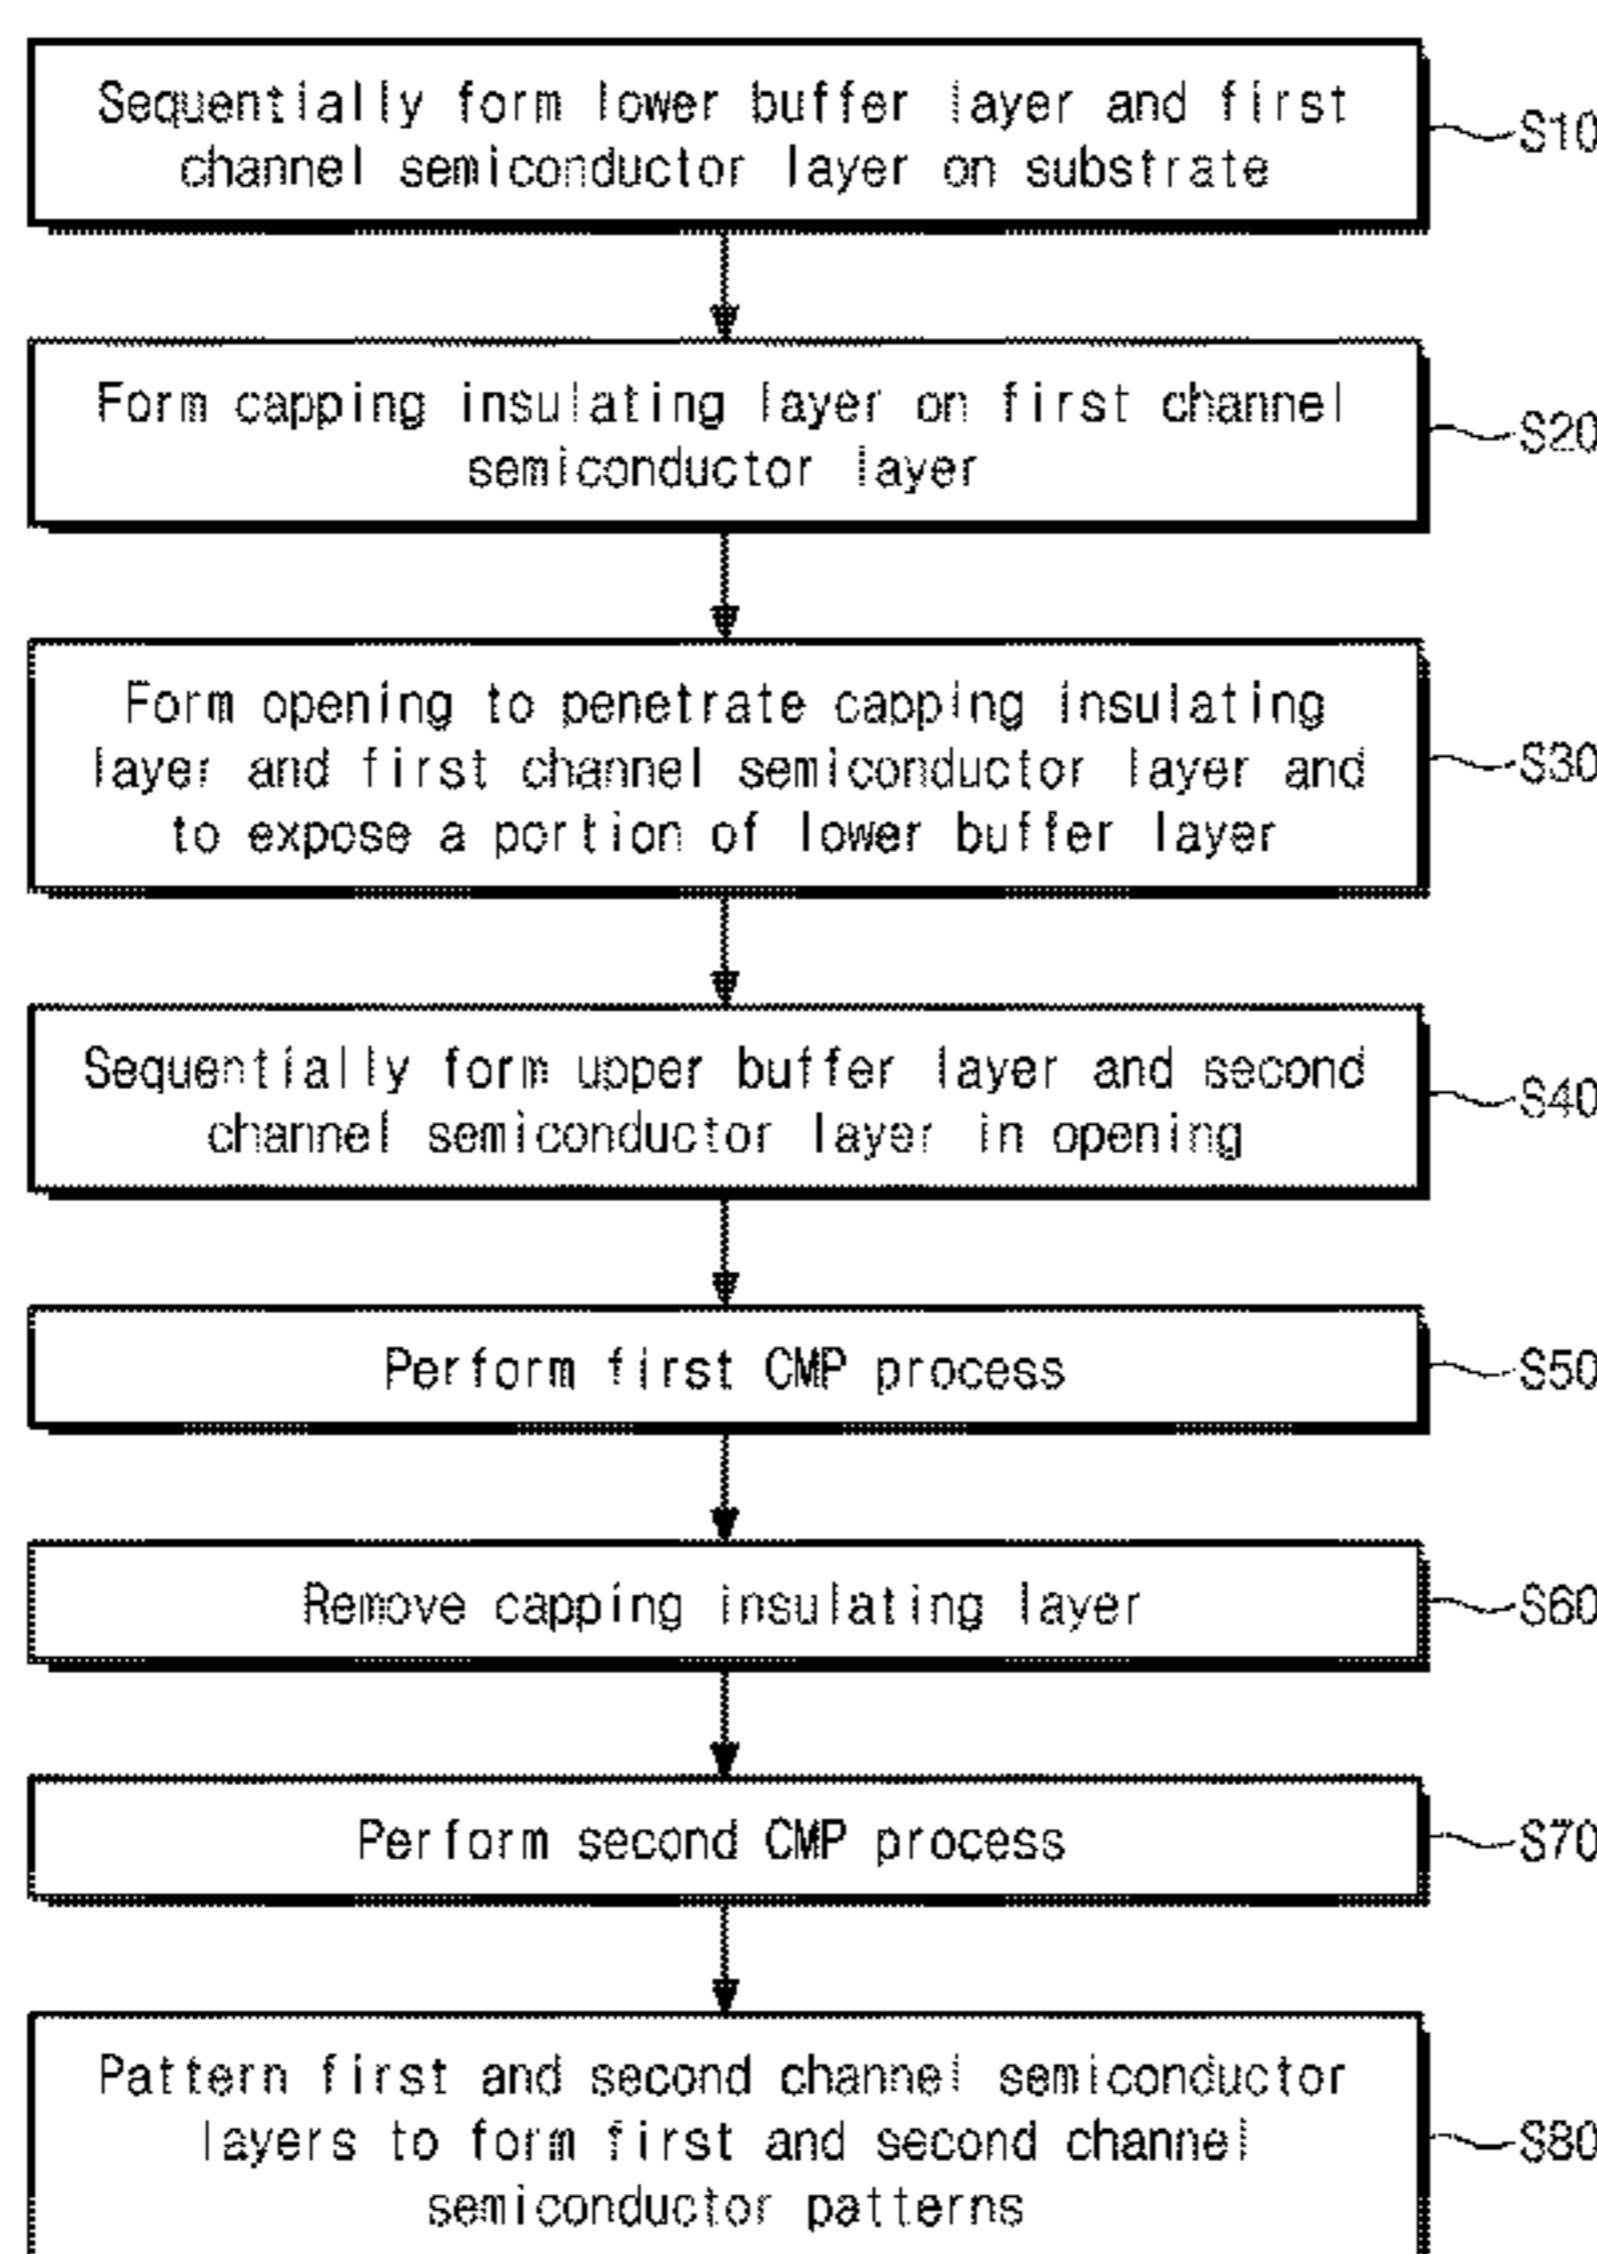 Sequentially form lower buffer layer and first
channel semiconductor layer on substrate
S10
Form capping insulating layer on first channel
semiconductor layer
S20
Form opening to penetrate capping insulating
layer and first channel semiconductor layer and
to expose a portion of lower buffer layer
S30
Sequentially form upper buffer layer and second
channel semiconductor layer in opening
S40
Perform first CMP process
S50
Remove capping insulating layer
S60
Perform second CMP process
S70
Pattern first and second channel semiconductor
layers to form first and second channel
semiconductor patterns
S80